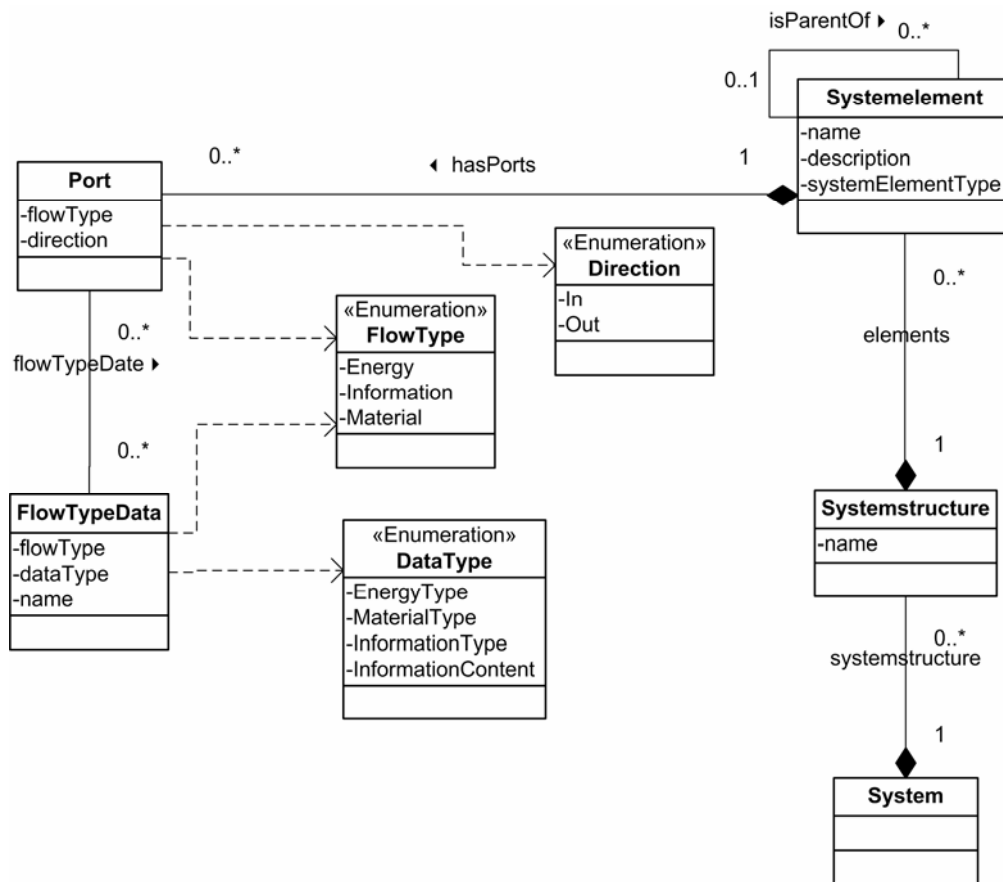 isParentOf ▸
0..*
0..1
Systemelement
-name
-description
-systemElementType
0..*
◂ hasPorts
1
Port
-flowType
-direction
«Enumeration»
Direction
-In
-Out
0..*
elements
1
«Enumeration»
FlowType
-Energy
-Information
-Material
0..*
flowTypeDate ▸
0..*
FlowTypeData
-flowType
-dataType
-name
«Enumeration»
DataType
-EnergyType
-MaterialType
-InformationType
-InformationContent
Systemstructure
-name
0..*
systemstructure
1
System